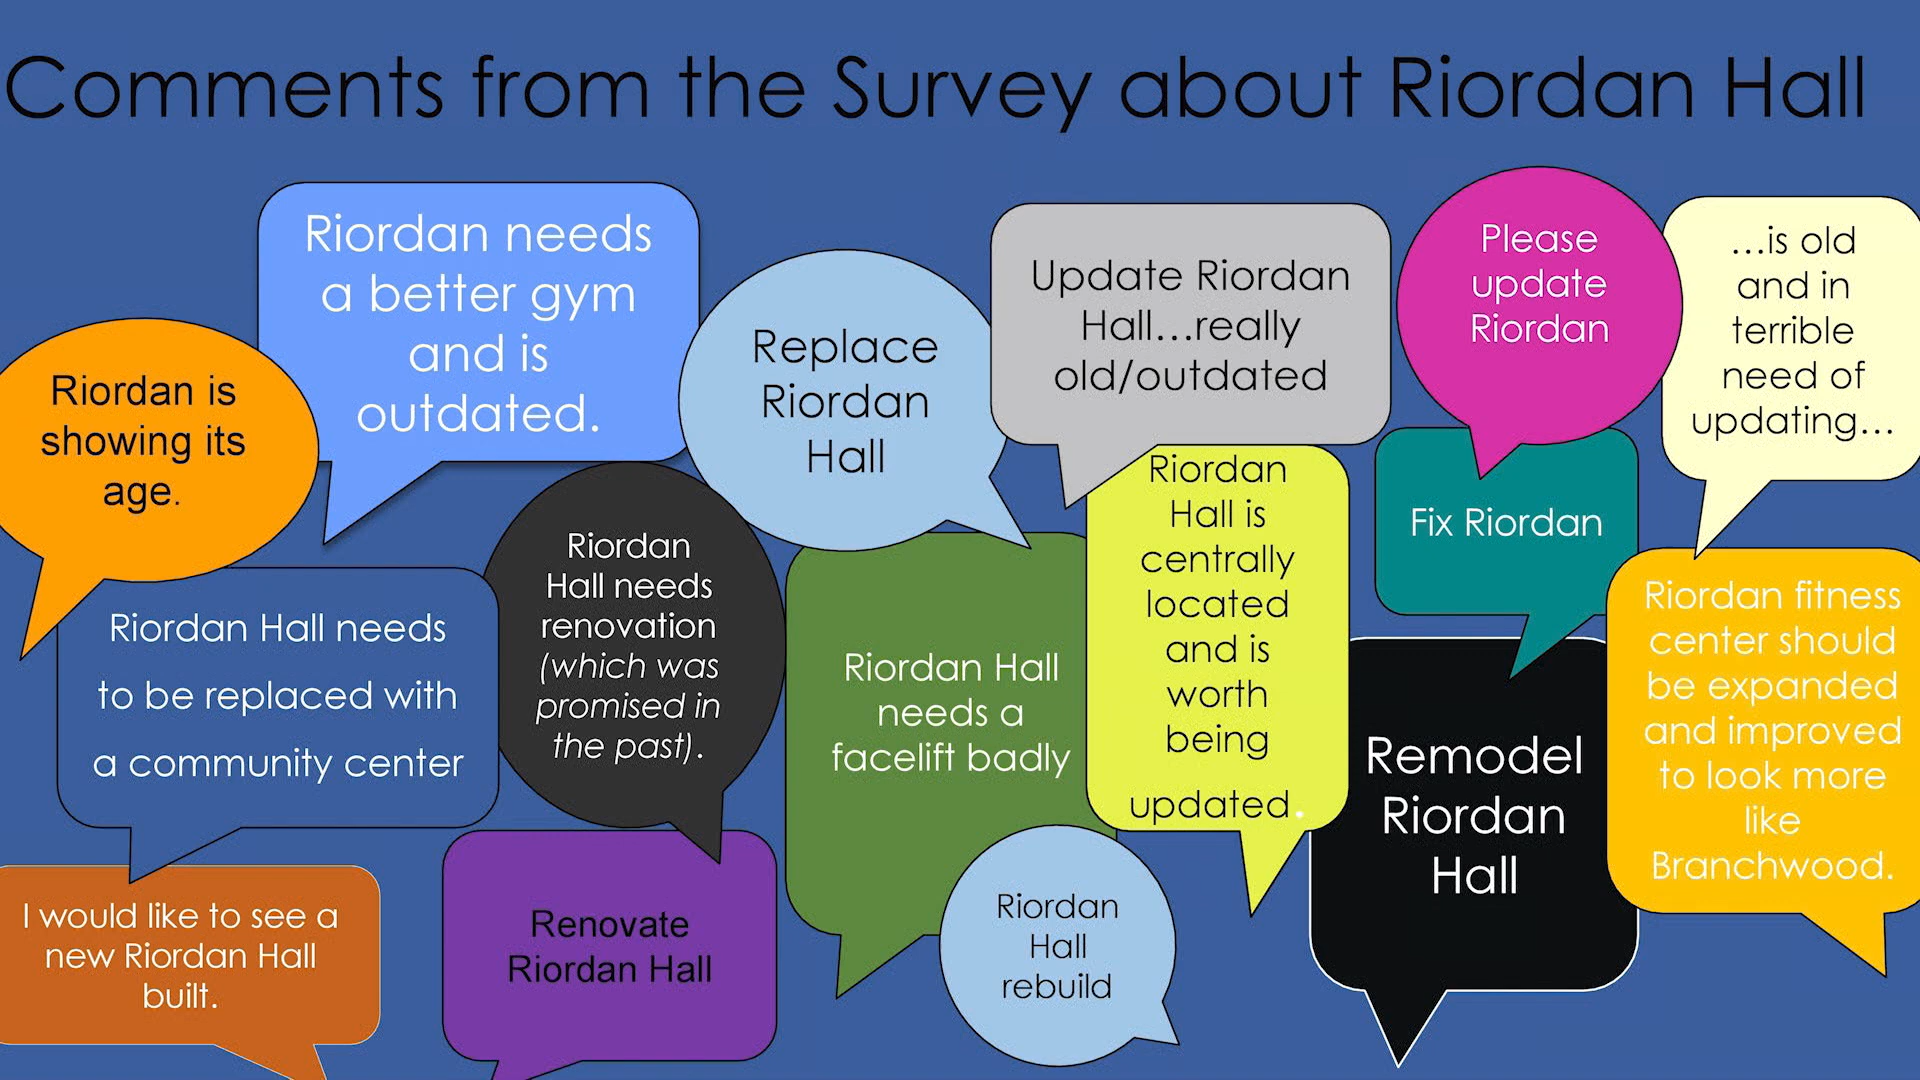 Comments from the Survey about Riordan Hall
Riordan needs
a better gym
and is
outdated.
Riordan is
showing its
age.
Replace
Riordan
Hall
Update Riordan
Hall...really
old/outdated
Please
update
Riordan
...is old
and in
terrible
need of
updating...
Riordan Hall needs
to be replaced with
a community center
Riordan
Hall needs
renovation
(which was
promised in
the past).
Riordan Hall
needs a
facelift badly
Riordan
Hall is
centrally
located
and is
worth
being
updated.
Fix Riordan
Remodel
Riordan
Hall
Riordan fitness
center should
be expanded
and improved
to look more
like
Branchwood.
I would like to see a
new Riordan Hall
built.
Renovate
Riordan Hall
Riordan
Hall
rebuild